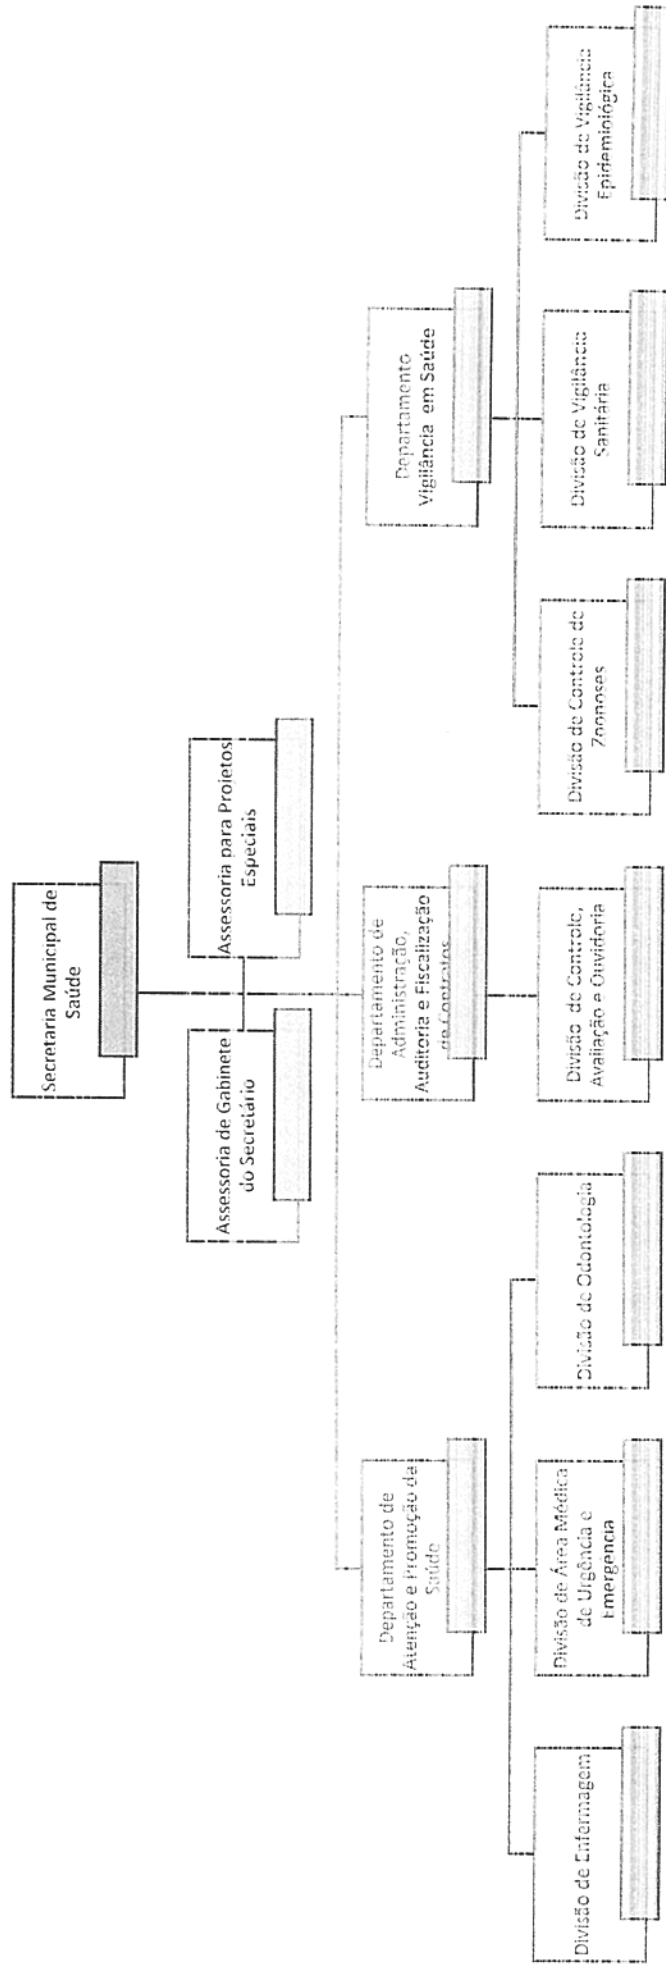 Secretaria Municipal de
Saúde
Assessoria de Gabinete
do Secretário
Assessoria para Projetos
Especiais
Departamento de
Atenção e Promoção da
Saúde
Departamento de
Administração,
Auditoria e Fiscalização
de Contratos
Departamento
Vigilância em Saúde
Divisão de Enfermagem
Divisão de Área Médica
de Urgência e
Emergência
Divisão de Odontologia
Divisão de Controle,
Avaliação e Ouvidoria
Divisão de Controle de
Zoonoses
Divisão de Vigilância
Sanitária
Divisão de Vigilância
Epidemiológica